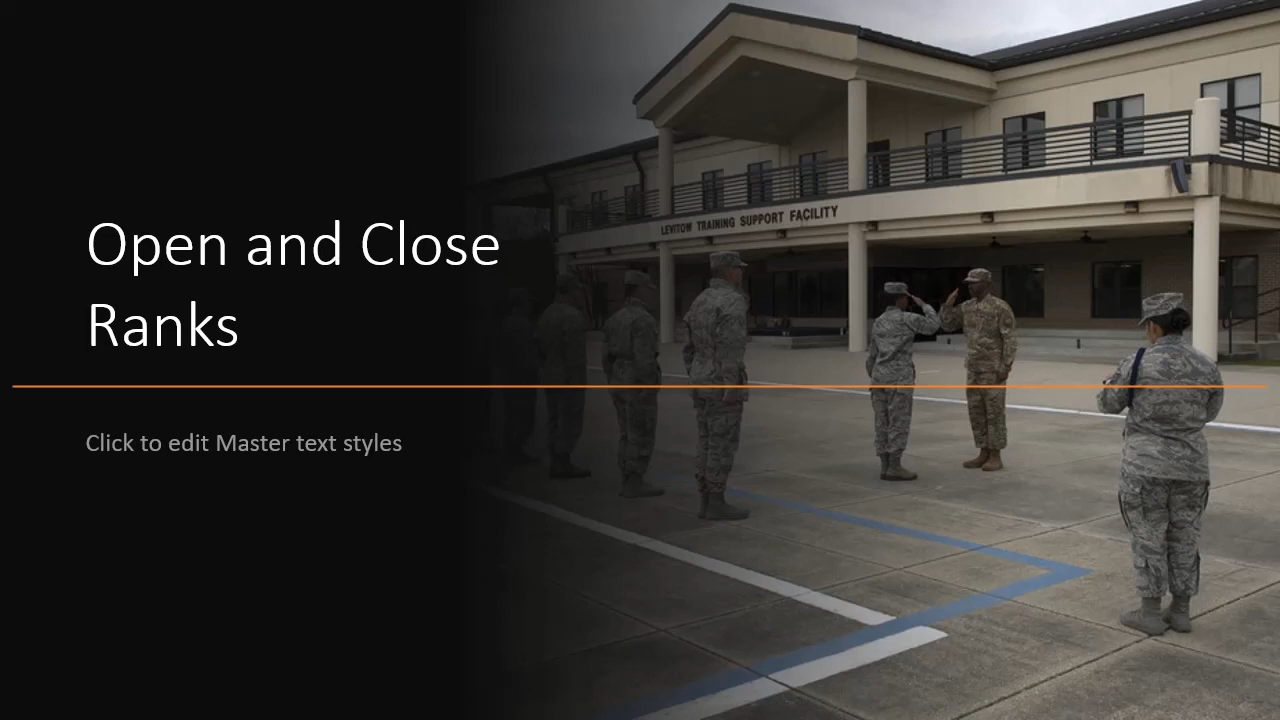 Open and Close
Ranks
LEVITOW TRAINING SUPPORT FACILITY
Click to edit Master text styles